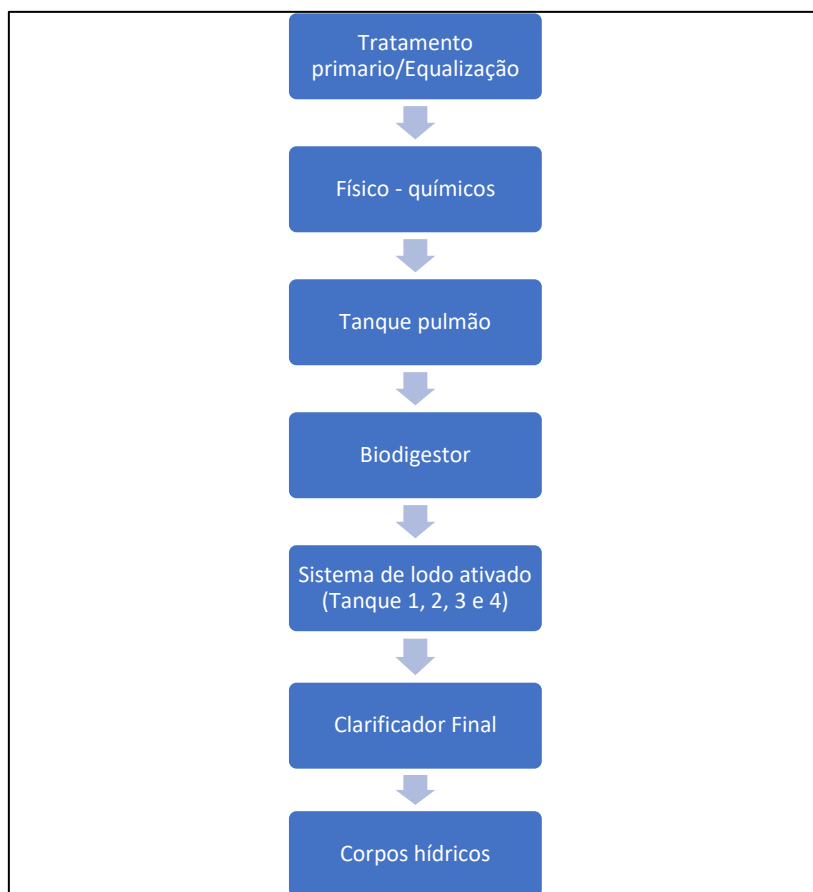 Tratamento
primario/Equalização
Físico - químicos
Tanque pulmão
Biodigestor
Sistema de lodo ativado
(Tanque 1, 2, 3 e 4)
Clarificador Final
Corpos hídricos